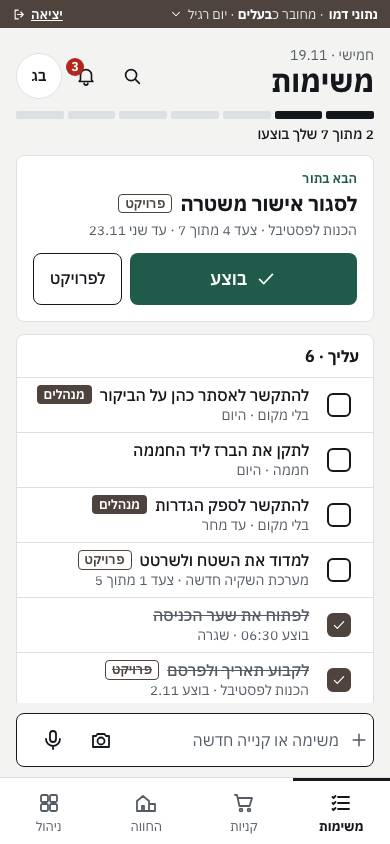 נתוני דמו · מחובר כבעלים · יום רגיל יציאה
חמישי · 19.11
משימות
3
בג
2 מתוך 7 שלך בוצעו
הבא בתור
לסגור אישור משטרה פרויקט
הכנות לפסטיבל · צעד 4 מתוך 7 · עד שני 23.11
בוצע
לפרויקט
עליך · 6
להתקשר לאסתר כהן על הביקור מנהלים
בלי מקום · היום
לתקן את הברז ליד החממה
חממה · היום
להתקשר לספק הגדרות מנהלים
בלי מקום · עד מחר
למדוד את השטח ולשרטט פרויקט
מערכת השקיה חדשה · צעד 1 מתוך 5
לפתוח את שער הכניסה
בוצע 06:30 · שגרה
לקבוע תאריך ולפרסם פרויקט
הכנות לפסטיבל · בוצע 2.11
משימה או קנייה חדשה
משימות
קניות
החווה
ניהול